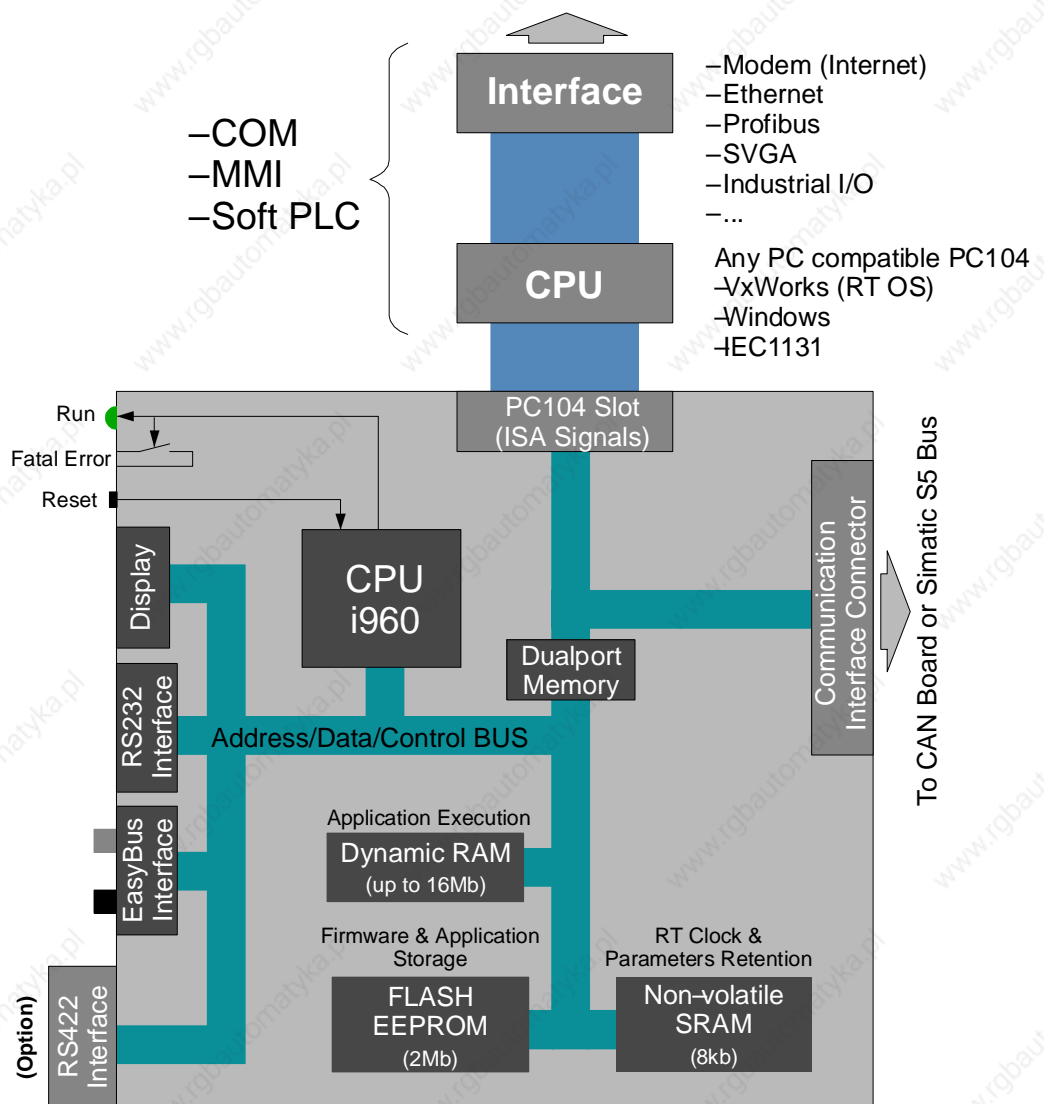 Interface
–Modem (Internet)
–Ethernet
–Profibus
–SVGA
–Industrial I/O
–...
–COM
–MMI
–Soft PLC
CPU
Any PC compatible PC104
–VxWorks (RT OS)
–Windows
–IEC1131
PC104 Slot
(ISA Signals)
Run
Fatal Error
Reset
Display
CPU
i960
Dualport
Memory
Communication
Interface Connector
To CAN Board or Simatic S5 Bus
RS232
Interface
Address/Data/Control BUS
EasyBus
Interface
Application Execution
Dynamic RAM
(up to 16Mb)
Firmware & Application
Storage
FLASH
EEPROM
(2Mb)
RT Clock &
Parameters Retention
Non–volatile
SRAM
(8kb)
(Option)
RS422
Interface
www.rgbautomatyka.pl